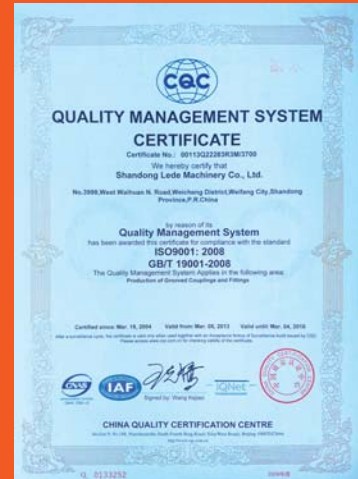 CQC
QUALITY MANAGEMENT SYSTEM
CERTIFICATE
Certificate No.: 00113Q22283R3M/3700
We hereby certify that
Shandong Lede Machinery Co., Ltd.
No.3999,West Waihuan N. Road,Weicheng District,Weifang City,Shandong
Province,P.R.China
by reason of its
Quality Management System
has been awarded this certificate for compliance with the standard
ISO9001: 2008
GB/T 19001-2008
The Quality Management System Applies in the following area:
Production of Grooved Couplings and Fittings
Certified since: Mar. 19, 2004 Valid from: Mar. 05, 2013 Valid until: Mar. 04, 2016
CNAS
IAF
Signed by: Wang Kejiao
IQNet
CHINA QUALITY CERTIFICATION CENTRE
Q 0133252